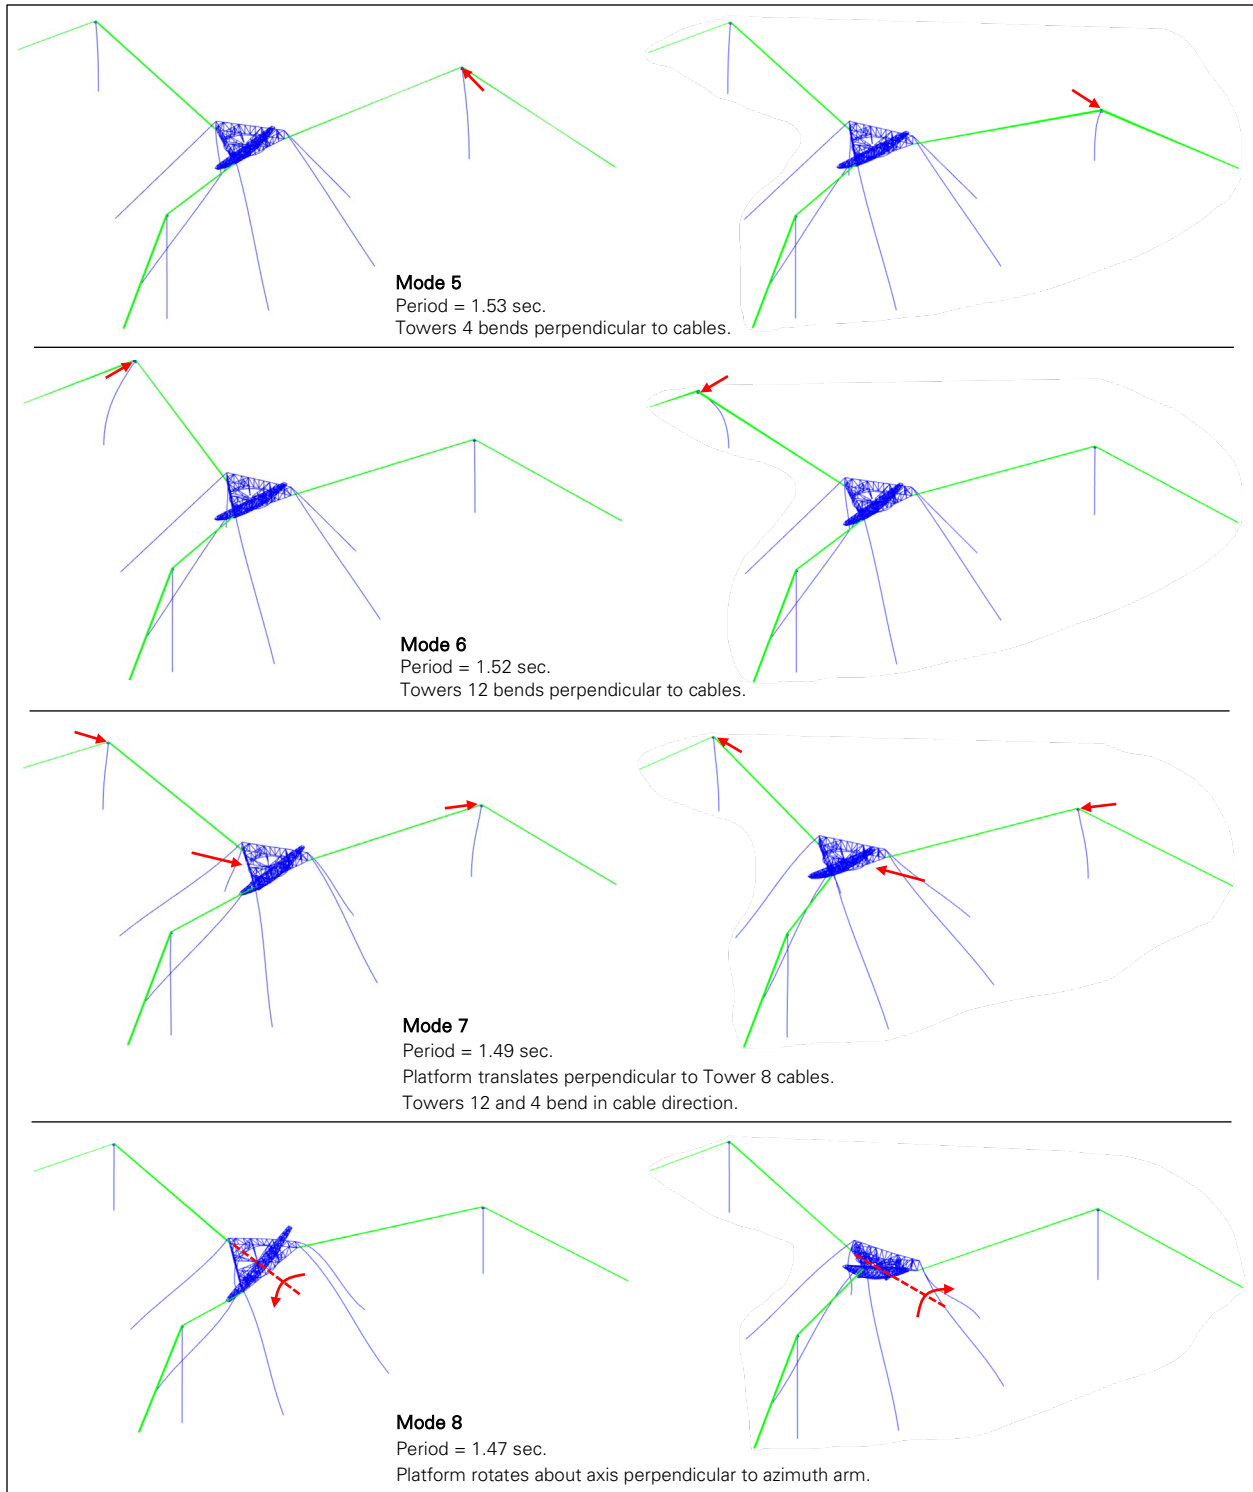 Mode 5
Period = 1.53 sec.
Towers 4 bends perpendicular to cables.
Mode 6
Period = 1.52 sec.
Towers 12 bends perpendicular to cables.
Mode 7
Period = 1.49 sec.
Platform translates perpendicular to Tower 8 cables.
Towers 12 and 4 bend in cable direction.
Mode 8
Period = 1.47 sec.
Platform rotates about axis perpendicular to azimuth arm.